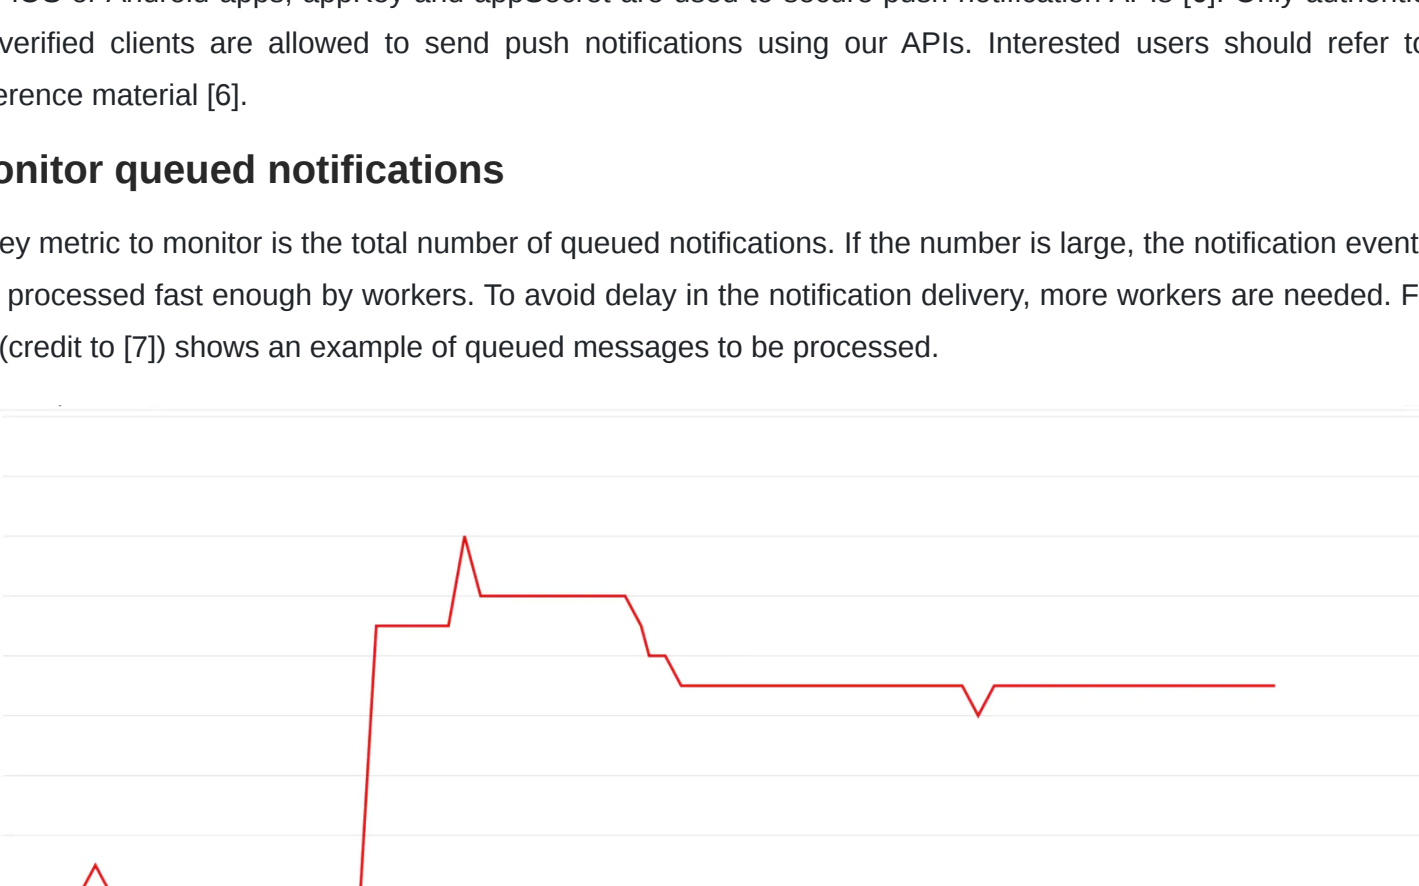 verified clients are allowed to send push notifications using our APIs. Interested users should refer to
erence material [6].
onitor queued notifications
ey metric to monitor is the total number of queued notifications. If the number is large, the notification event
processed fast enough by workers. To avoid delay in the notification delivery, more workers are needed. F
(credit to [7]) shows an example of queued messages to be processed.